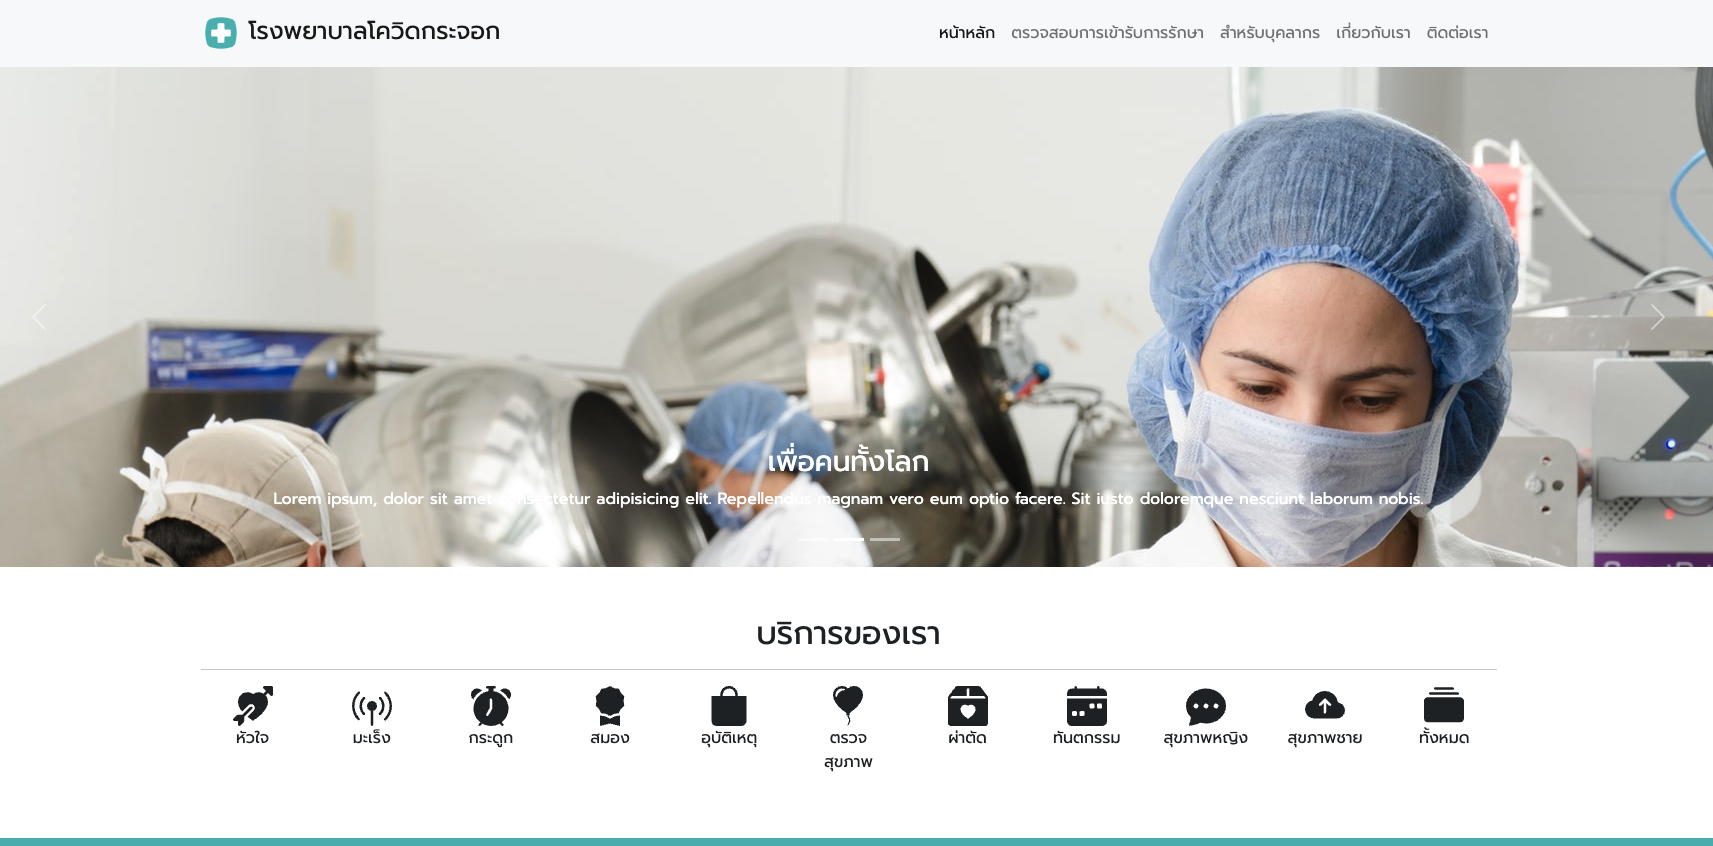 โรงพยาบาลโควิดกระจอก
หน้าหลัก ตรวจสอบการเข้ารับการรักษา สำหรับบุคลากร เกี่ยวกับเรา ติดต่อเรา
เพื่อคนทั้งโลก
Lorem ipsum, dolor sit amet consectetur adipisicing elit. Repellendus magnam vero eum optio facere. Sit iusto doloremque nesciunt laborum nobis.
บริการของเรา
หัวใจ มะเร็ง กระดูก สมอง อุบัติเหตุ ตรวจ ผ่าตัด ทันตกรรม สุขภาพหญิง สุขภาพชาย ทั้งหมด
สุขภาพ